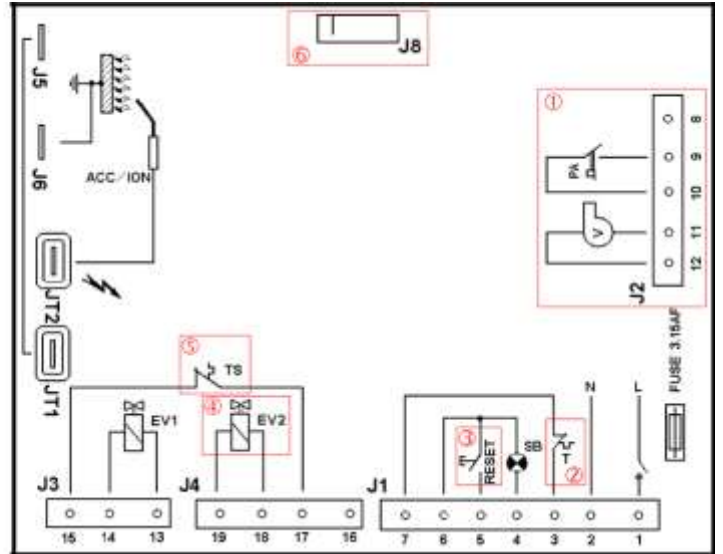 ⑥
J8
J5
J6
ACC/ION
①
8
9
PA
10
V
11
12
J2
JT2
JT1
⑤
TS
④
EV1
EV2
FUSE 3.15AF
N
L
③
RESET
SB
T
②
J3
J4
J1
15
14
13
19
18
17
16
7
6
5
4
3
2
1